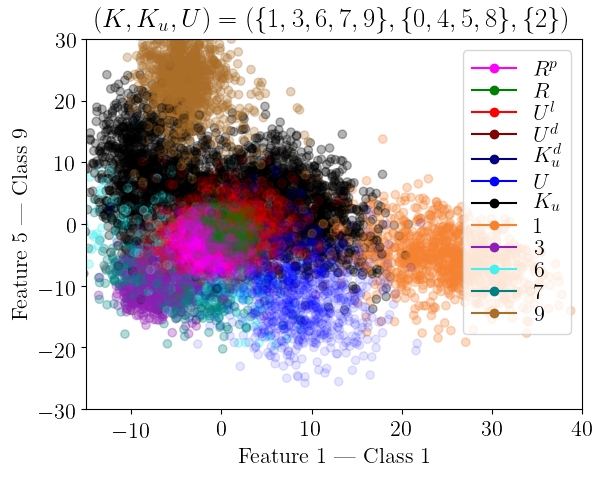 (K, K_u, U) = ({1, 3, 6, 7, 9}, {0, 4, 5, 8}, {2})
Feature 5 — Class 9
30
20
10
0
−10
−20
−30
−10
0
10
20
30
40
Feature 1 — Class 1
R^p
R
U^l
U^d
K_u^d
U
K_u
1
3
6
7
9